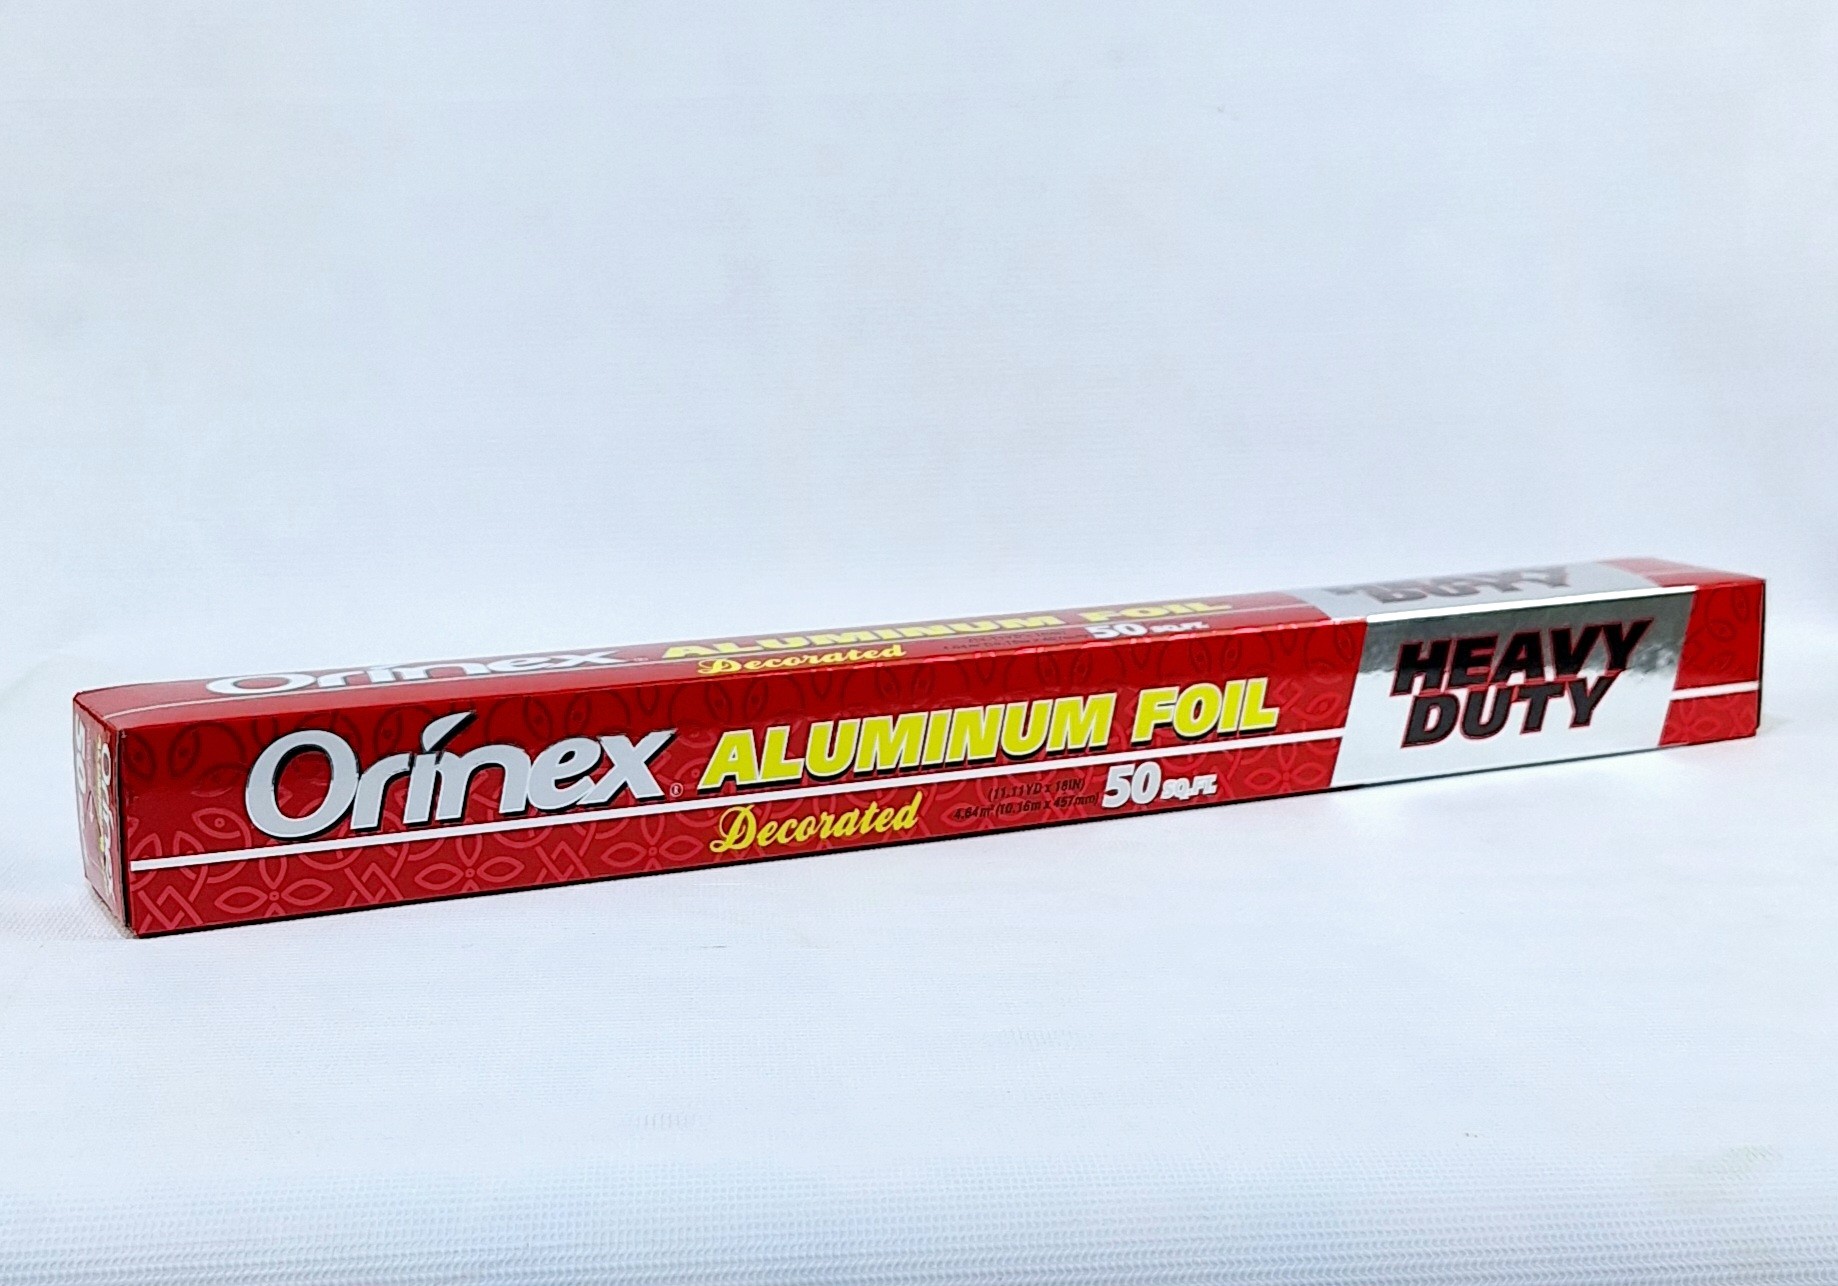 Orinex ALUMINUM FOIL
Decorated
50 SQ.FT.
DUTY
Orinex® ALUMINUM FOIL
Decorated
(11.11YD x 18IN)
4.64m² (10.16m x 457mm)
50 SQ.FT.
HEAVY
DUTY